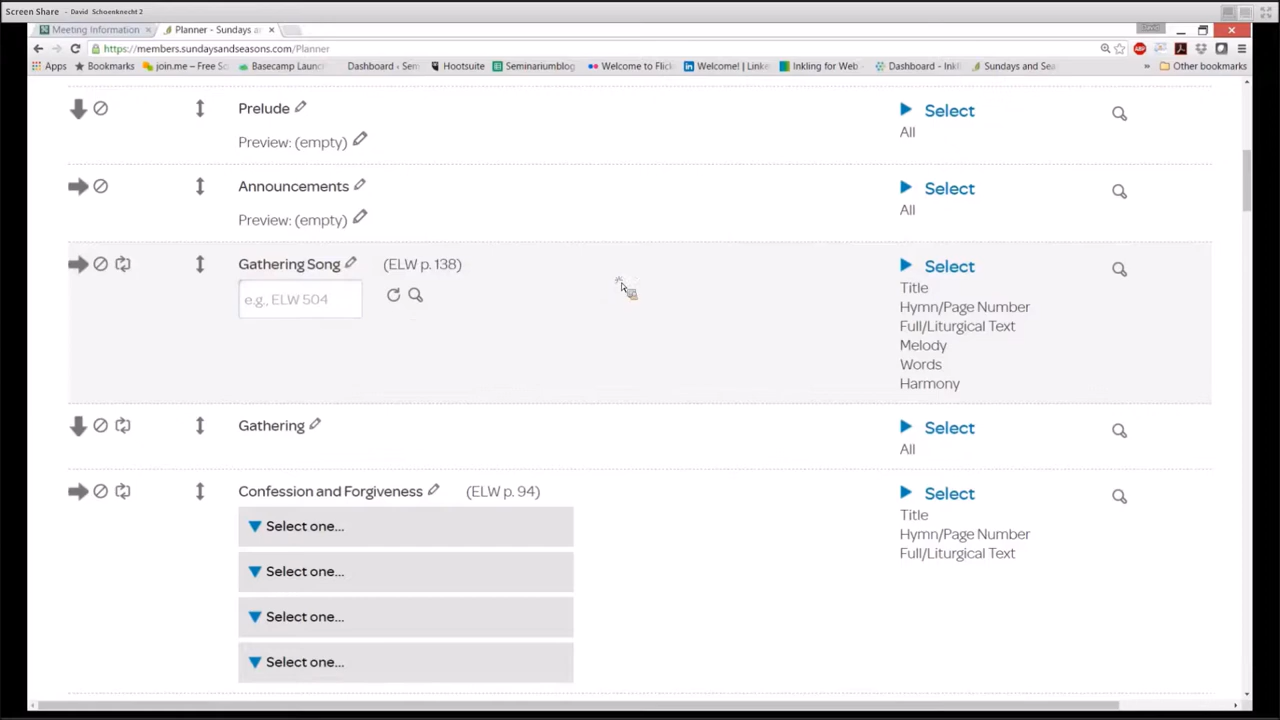 Screen Share - David Schoenknecht 2
Meeting Information
Planner - Sundays a
https://members.sundaysandseasons.com/Planner
Apps
Bookmarks
join.me – Free Sc
Basecamp Launc
Dashboard ‹ Sem
Hootsuite
Seminariumblog
Welcome to Flick
Welcome! | Linke
Inkling for Web
Dashboard - Inkl
Sundays and Sea
Other bookmarks
Prelude
Select
All
Preview: (empty)
Announcements
Select
All
Preview: (empty)
Gathering Song
(ELW p. 138)
Select
e.g., ELW 504
Title
Hymn/Page Number
Full/Liturgical Text
Melody
Words
Harmony
Gathering
Select
All
Confession and Forgiveness
(ELW p. 94)
Select
Title
Hymn/Page Number
Full/Liturgical Text
Select one...
Select one...
Select one...
Select one...